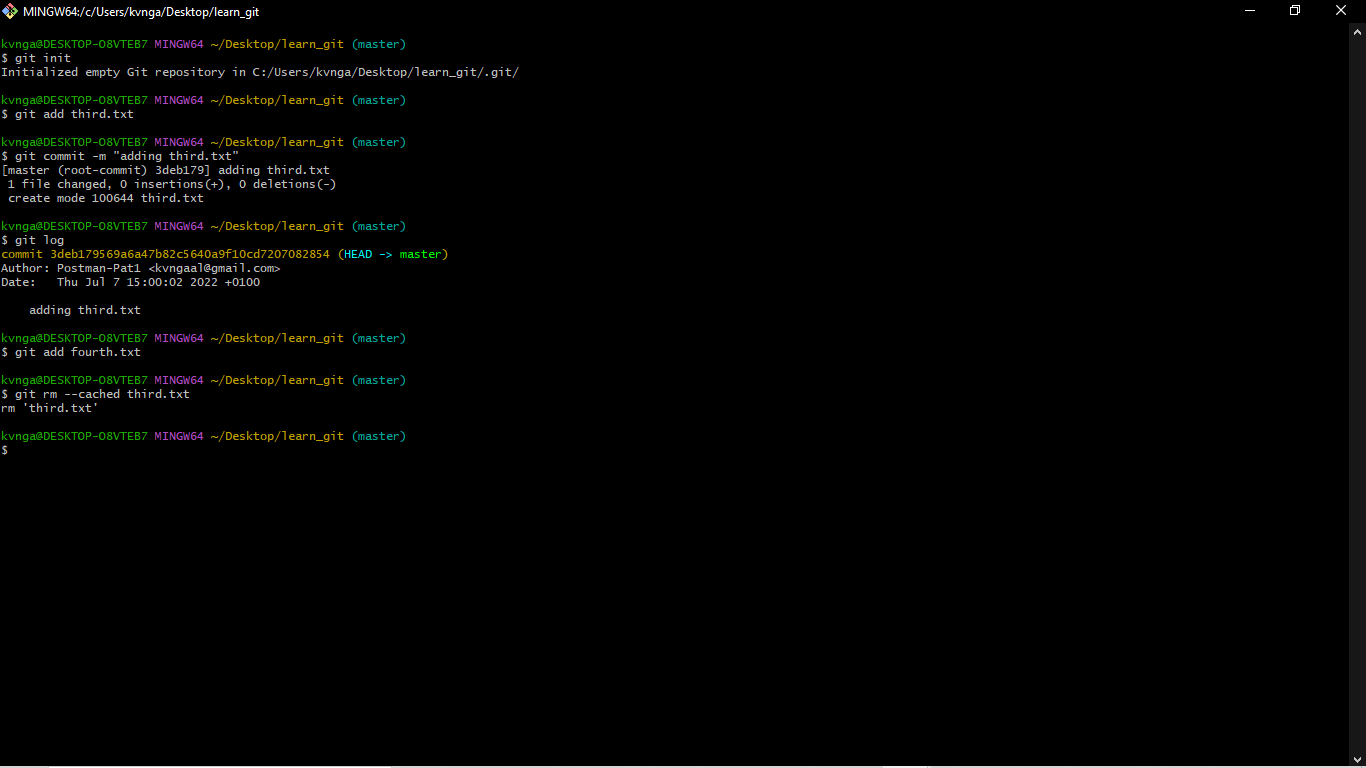 MINGW64:/c/Users/kvnga/Desktop/learn_git
kvnga@DESKTOP-O8VTEB7 MINGW64 ~/Desktop/learn_git (master)
$ git init
Initialized empty Git repository in C:/Users/kvnga/Desktop/learn_git/.git/
kvnga@DESKTOP-O8VTEB7 MINGW64 ~/Desktop/learn_git (master)
$ git add third.txt
kvnga@DESKTOP-O8VTEB7 MINGW64 ~/Desktop/learn_git (master)
$ git commit -m "adding third.txt"
[master (root-commit) 3deb179] adding third.txt
 1 file changed, 0 insertions(+), 0 deletions(-)
 create mode 100644 third.txt
kvnga@DESKTOP-O8VTEB7 MINGW64 ~/Desktop/learn_git (master)
$ git log
commit 3deb179569a6a47b82c5640a9f10cd7207082854 (HEAD -> master)
Author: Postman-Pat1 <kvngaal@gmail.com>
Date:   Thu Jul 7 15:00:02 2022 +0100
    adding third.txt
kvnga@DESKTOP-O8VTEB7 MINGW64 ~/Desktop/learn_git (master)
$ git add fourth.txt
kvnga@DESKTOP-O8VTEB7 MINGW64 ~/Desktop/learn_git (master)
$ git rm --cached third.txt
rm 'third.txt'
kvnga@DESKTOP-O8VTEB7 MINGW64 ~/Desktop/learn_git (master)
$